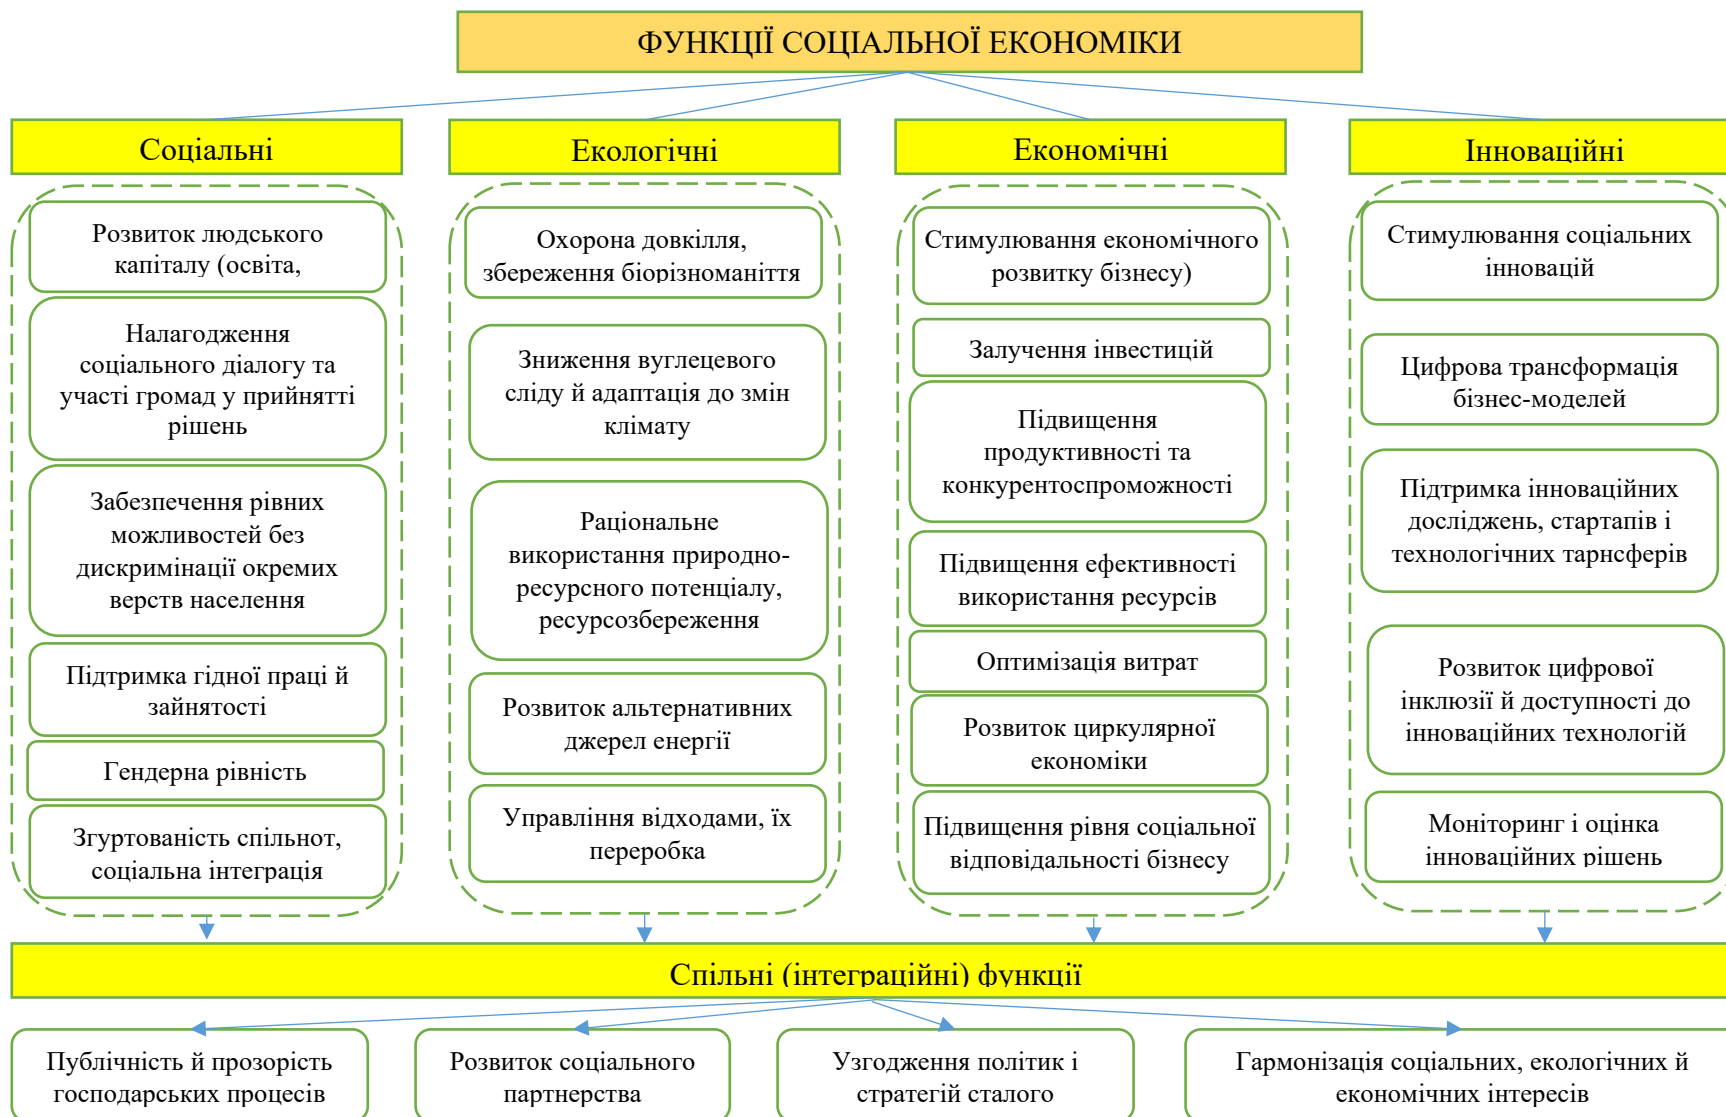 ФУНКЦІЇ СОЦІАЛЬНОЇ ЕКОНОМІКИ
Соціальні
Екологічні
Економічні
Інноваційні
Розвиток людського
капіталу (освіта,
Налагодження
соціального діалогу та
участі громад у прийнятті
рішень
Забезпечення рівних
можливостей без
дискримінації окремих
верств населення
Підтримка гідної праці й
зайнятості
Гендерна рівність
Згуртованість спільнот,
соціальна інтеграція
Охорона довкілля,
збереження біорізноманіття
Зниження вуглецевого
сліду й адаптація до змін
клімату
Раціональне
використання природно-
ресурсного потенціалу,
ресурсозбереження
Розвиток альтернативних
джерел енергії
Управління відходами, їх
переробка
Стимулювання економічного
розвитку бізнесу)
Залучення інвестицій
Підвищення
продуктивності та
конкурентоспроможності
Підвищення ефективності
використання ресурсів
Оптимізація витрат
Розвиток циркулярної
економіки
Підвищення рівня соціальної
відповідальності бізнесу
Стимулювання соціальних
інновацій
Цифрова трансформація
бізнес-моделей
Підтримка інноваційних
досліджень, стартапів і
технологічних тарнсферів
Розвиток цифрової
інклюзії й доступності до
інноваційних технологій
Моніторинг і оцінка
інноваційних рішень
Спільні (інтеграційні) функції
Публічність й прозорість
господарських процесів
Розвиток соціального
партнерства
Узгодження політик і
стратегій сталого
Гармонізація соціальних, екологічних й
економічних інтересів